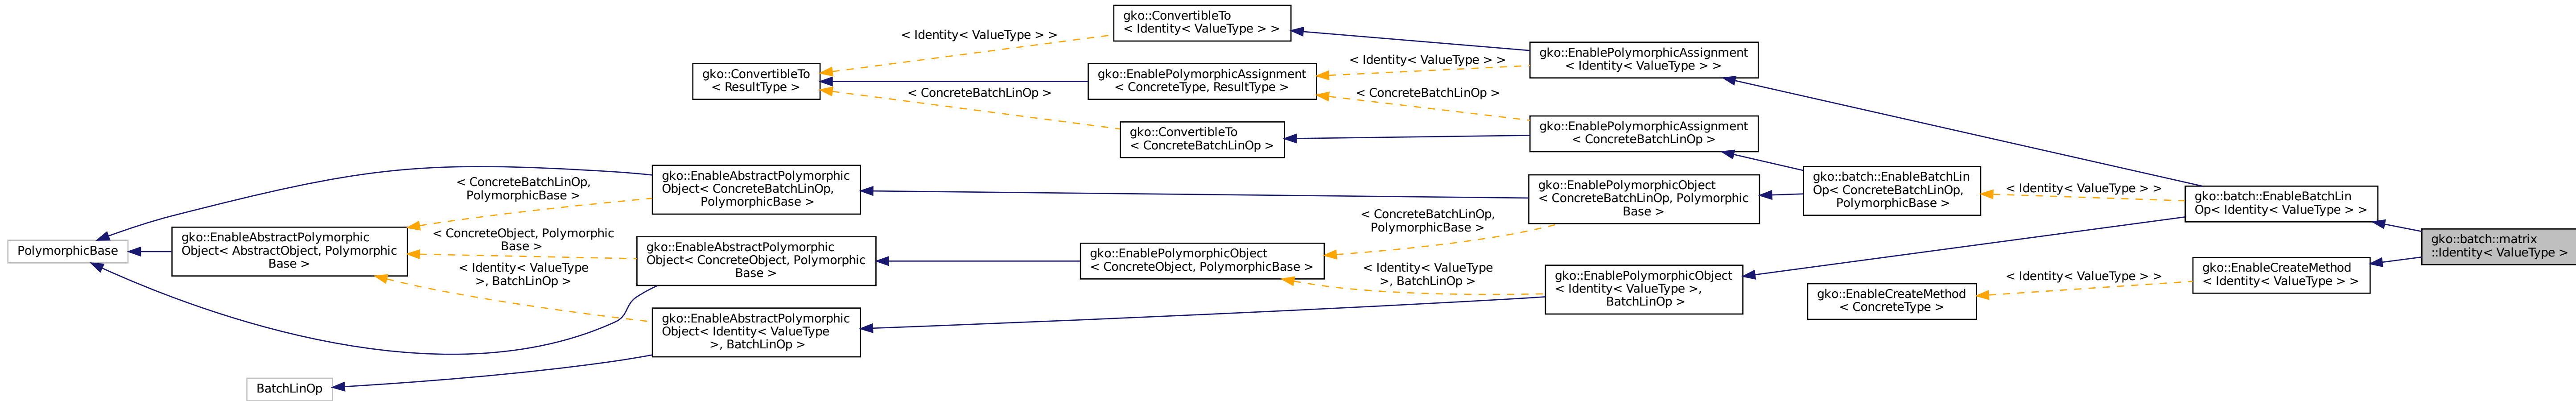 gko::ConvertibleTo
< Identity< ValueType > >
< Identity< ValueType > >
gko::EnablePolymorphicAssignment
< Identity< ValueType > >
< Identity< ValueType > >
gko::ConvertibleTo
< ResultType >
gko::EnablePolymorphicAssignment
< ConcreteType, ResultType >
< ConcreteBatchLinOp >
< ConcreteBatchLinOp >
gko::ConvertibleTo
< ConcreteBatchLinOp >
gko::EnablePolymorphicAssignment
< ConcreteBatchLinOp >
gko::EnableAbstractPolymorphic
Object< ConcreteBatchLinOp,
PolymorphicBase >
< ConcreteBatchLinOp,
PolymorphicBase >
gko::EnablePolymorphicObject
< ConcreteBatchLinOp, Polymorphic
Base >
gko::batch::EnableBatchLin
Op< ConcreteBatchLinOp,
PolymorphicBase >
< Identity< ValueType > >
gko::batch::EnableBatchLin
Op< Identity< ValueType > >
PolymorphicBase
gko::EnableAbstractPolymorphic
Object< AbstractObject, Polymorphic
Base >
< ConcreteObject, Polymorphic
Base >
gko::EnableAbstractPolymorphic
Object< ConcreteObject, Polymorphic
Base >
gko::EnablePolymorphicObject
< ConcreteObject, PolymorphicBase >
< ConcreteBatchLinOp,
PolymorphicBase >
gko::batch::matrix
::Identity< ValueType >
< Identity< ValueType
>, BatchLinOp >
< Identity< ValueType
>, BatchLinOp >
gko::EnablePolymorphicObject
< Identity< ValueType >,
BatchLinOp >
< Identity< ValueType > >
gko::EnableCreateMethod
< Identity< ValueType > >
gko::EnableCreateMethod
< ConcreteType >
gko::EnableAbstractPolymorphic
Object< Identity< ValueType
>, BatchLinOp >
BatchLinOp